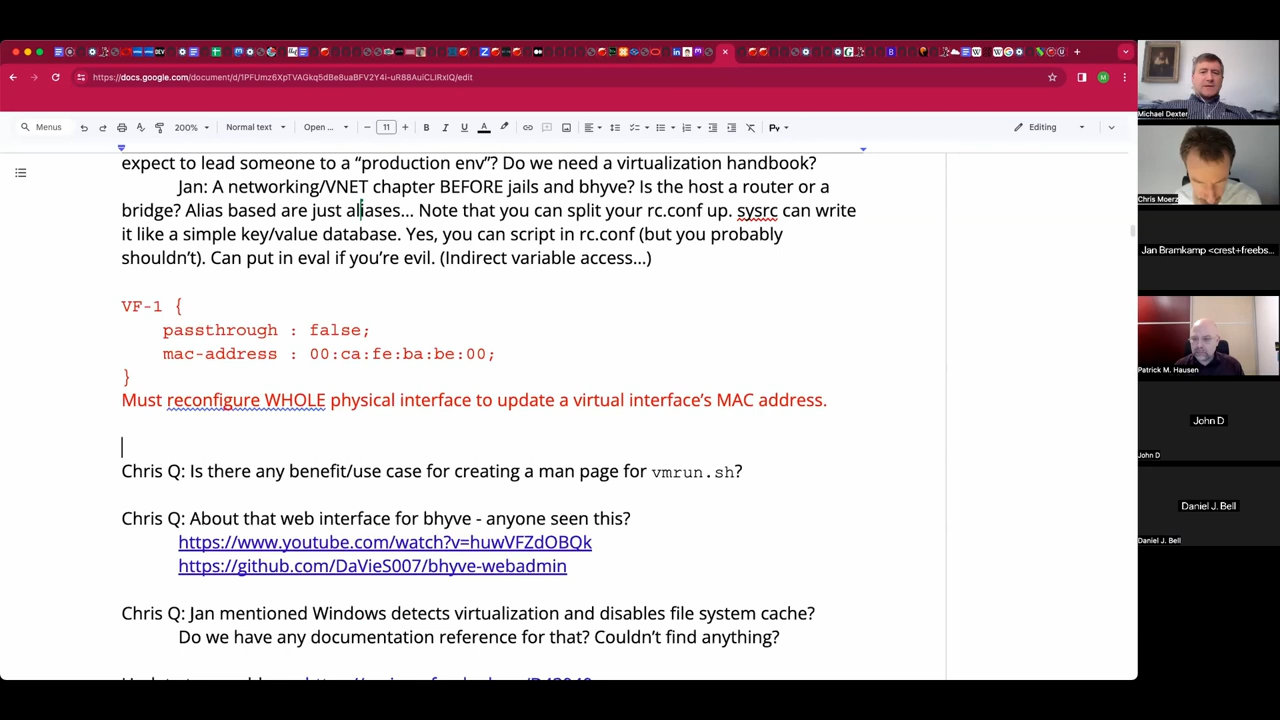 https://docs.google.com/document/d/1PFUmz6XpTVAGkq5dBe8uaBFV2Y4i-uR88AuiCLIRxIQ/edit
Menus
200%
Normal text
Open ...
11
Editing
expect to lead someone to a “production env”? Do we need a virtualization handbook?
Jan: A networking/VNET chapter BEFORE jails and bhyve? Is the host a router or a
bridge? Alias based are just aliases... Note that you can split your rc.conf up. sysrc can write
it like a simple key/value database. Yes, you can script in rc.conf (but you probably
shouldn’t). Can put in eval if you’re evil. (Indirect variable access...)
VF-1 {
passthrough : false;
mac-address : 00:ca:fe:ba:be:00;
}
Must reconfigure WHOLE physical interface to update a virtual interface’s MAC address.
Chris Q: Is there any benefit/use case for creating a man page for vmrun.sh?
Chris Q: About that web interface for bhyve - anyone seen this?
https://www.youtube.com/watch?v=huwVFZdOBQk
https://github.com/DaVieS007/bhyve-webadmin
Chris Q: Jan mentioned Windows detects virtualization and disables file system cache?
Do we have any documentation reference for that? Couldn’t find anything?
Michael Dexter
Chris Moerz
Jan Bramkamp <crest+freebs...
Patrick M. Hausen
John D
John D
Daniel J. Bell
Daniel J. Bell